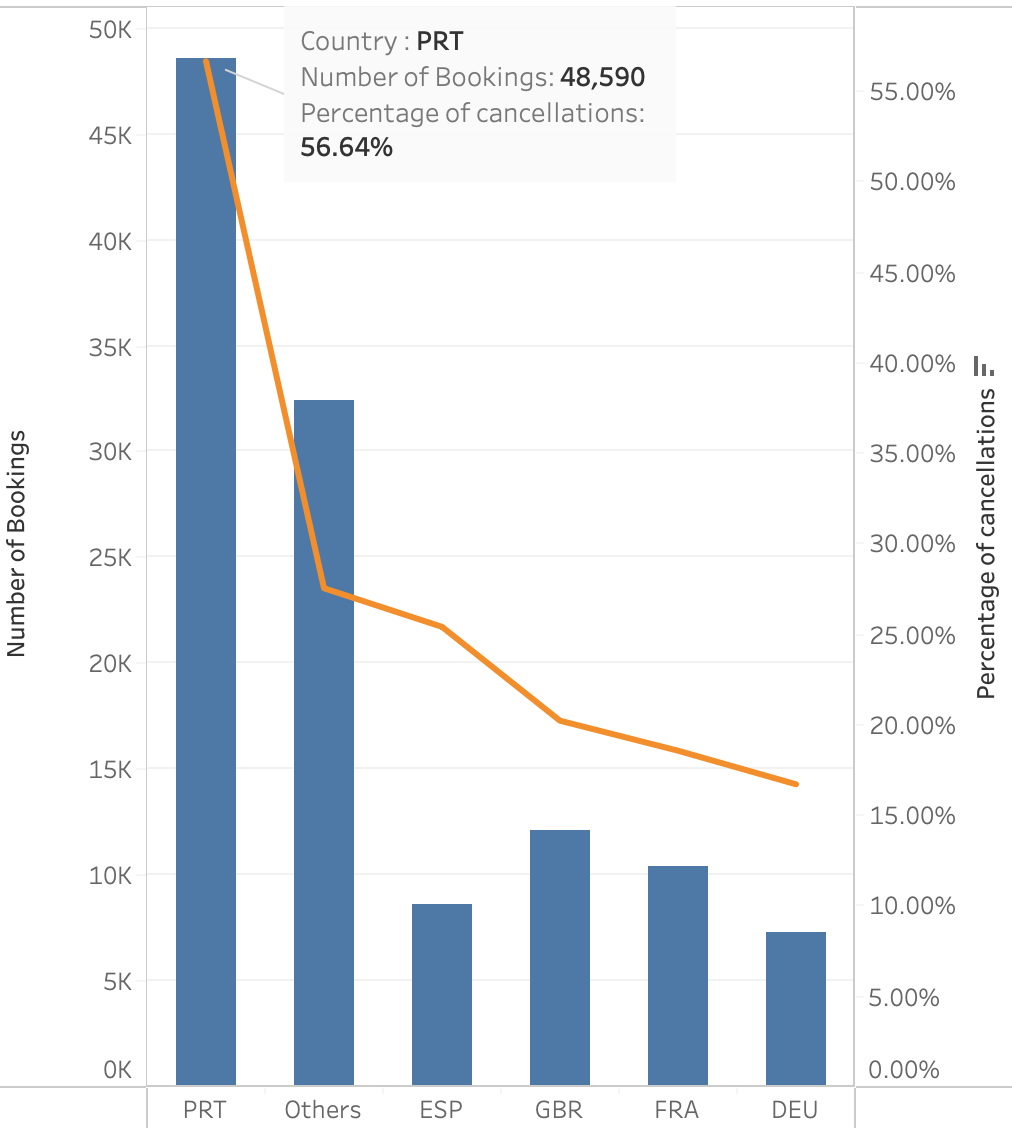 Country : PRT
Number of Bookings: 48,590
Percentage of cancellations:
56.64%
50K
45K
40K
35K
30K
25K
20K
15K
10K
5K
0K
Number of Bookings
55.00%
50.00%
45.00%
40.00%
35.00%
30.00%
25.00%
20.00%
15.00%
10.00%
5.00%
0.00%
Percentage of cancellations
PRT
Others
ESP
GBR
FRA
DEU